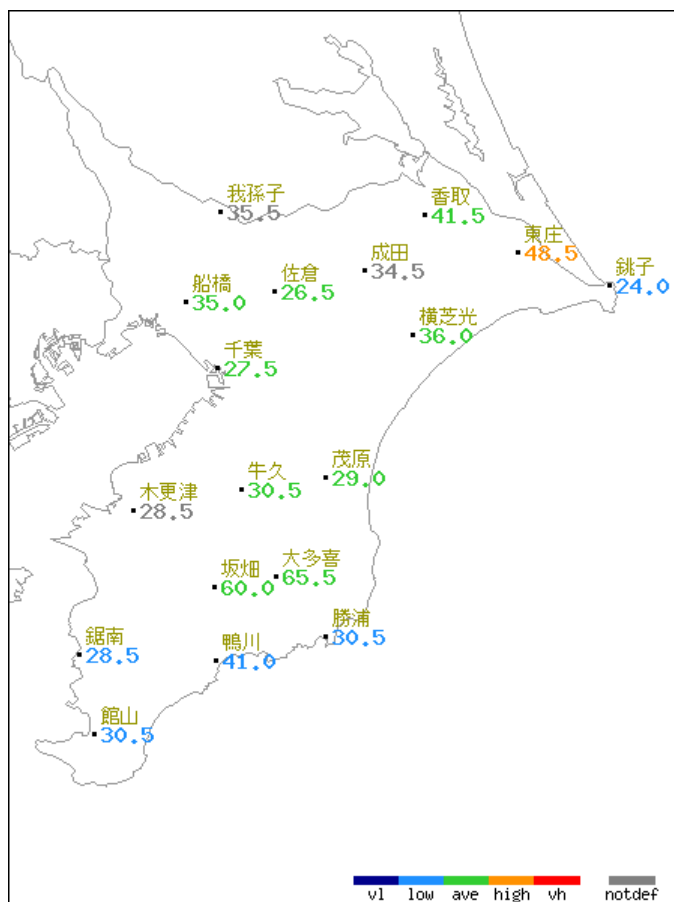 我孫子
35.5
香取
41.5
東庄
48.5
成田
34.5
銚子
24.0
船橋
35.0
佐倉
26.5
横芝光
36.0
千葉
27.5
茂原
29.0
牛久
30.5
木更津
28.5
大多喜
65.5
坂畑
60.0
勝浦
30.5
鋸南
28.5
鴨川
41.0
館山
30.5
vl low ave high vh notdef